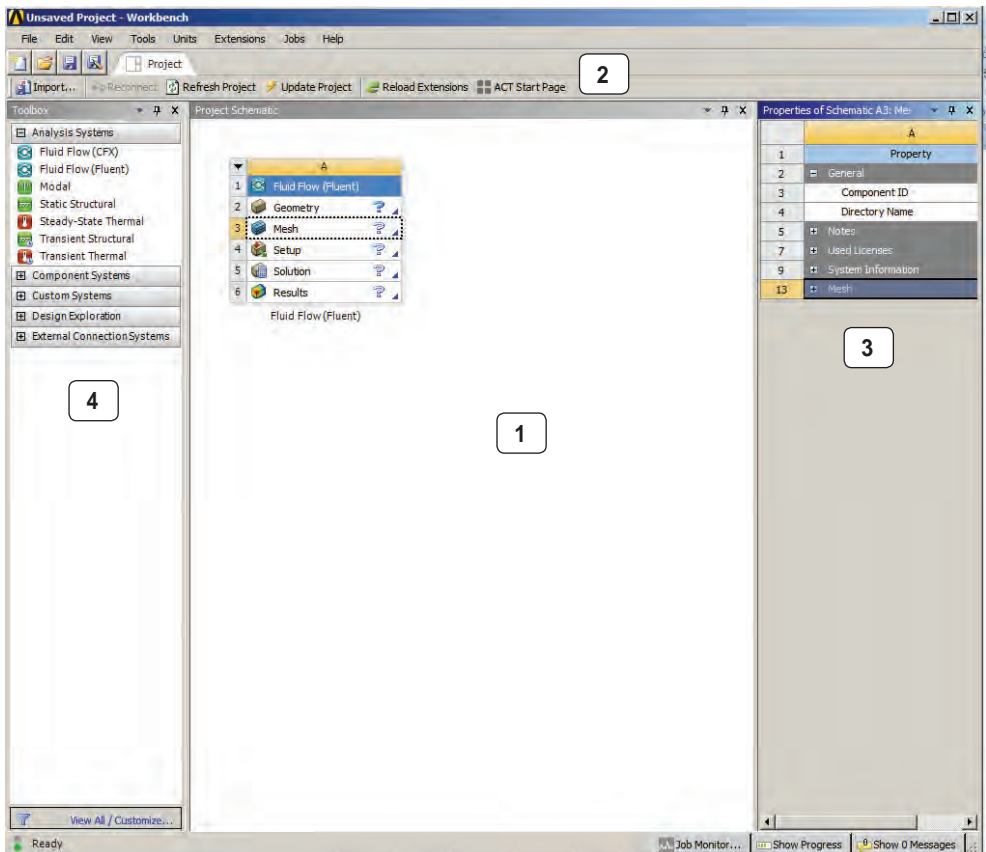 Unsaved Project - Workbench
File Edit View Tools Units Extensions Jobs Help
Project
2
Import... Reconnect Refresh Project Update Project Reload Extensions ACT Start Page
Toolbox
Analysis Systems
Fluid Flow (CFX)
Fluid Flow (Fluent)
Modal
Static Structural
Steady-State Thermal
Transient Structural
Transient Thermal
Component Systems
Custom Systems
Design Exploration
External Connection Systems
4
View All / Customize...
Project Schematic
A
1 Fluid Flow (Fluent)
2 Geometry ?
3 Mesh ?
4 Setup ?
5 Solution ?
6 Results ?
Fluid Flow (Fluent)
1
Properties of Schematic A3: Me
A
1 Property
2 General
3 Component ID
4 Directory Name
5 Notes
7 Used Licenses
9 System Information
13 Mesh
3
Ready
Job Monitor... Show Progress Show 0 Messages